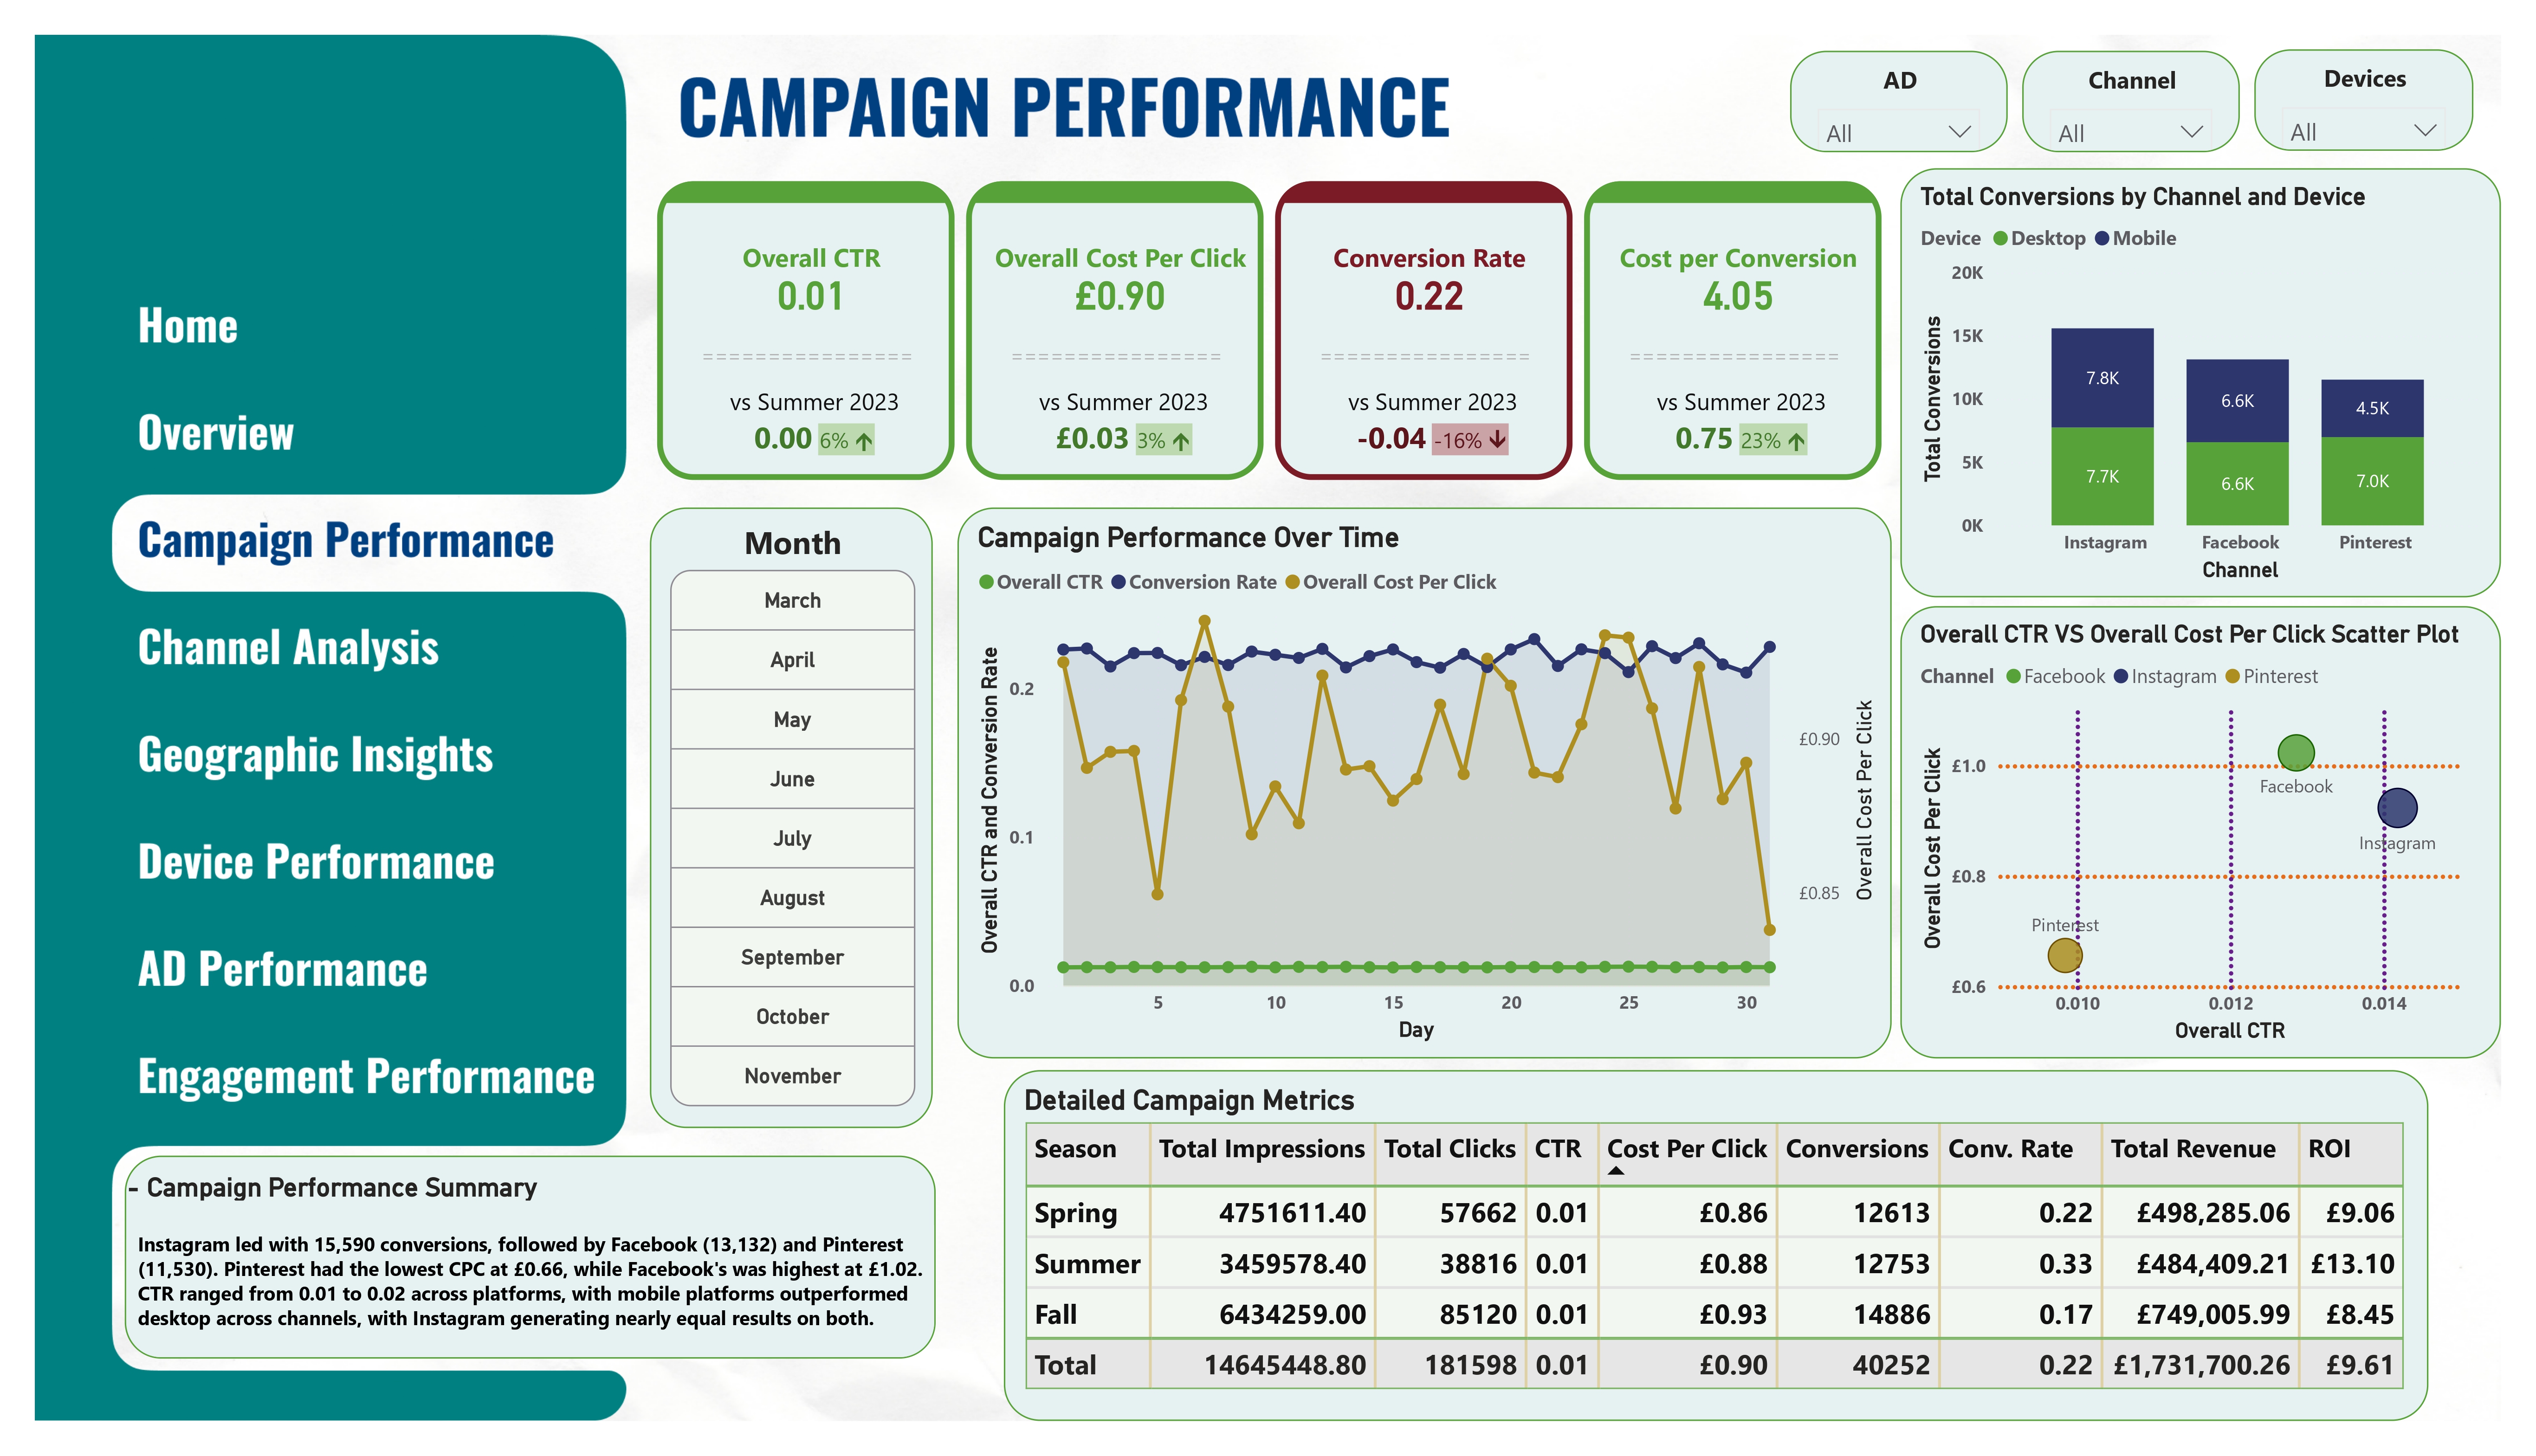 CAMPAIGN PERFORMANCE
AD
All
Channel
All
Devices
All
Home
Overview
Campaign Performance
Channel Analysis
Geographic Insights
Device Performance
AD Performance
Engagement Performance
Overall CTR
0.01
==================
vs Summer 2023
0.00 6% ↑
Overall Cost Per Click
£0.90
==================
vs Summer 2023
£0.03 3% ↑
Conversion Rate
0.22
==================
vs Summer 2023
-0.04 -16% ↓
Cost per Conversion
4.05
==================
vs Summer 2023
0.75 23% ↑
Total Conversions by Channel and Device
Device Desktop Mobile
Total Conversions
20K
15K
10K
5K
0K
7.8K
7.7K
6.6K
6.6K
4.5K
7.0K
Instagram Facebook Pinterest
Channel
Month
March
April
May
June
July
August
September
October
November
Campaign Performance Over Time
Overall CTR Conversion Rate Overall Cost Per Click
Overall CTR and Conversion Rate
0.2
0.1
0.0
£0.90
£0.85
Overall Cost Per Click
5 10 15 20 25 30
Day
Overall CTR VS Overall Cost Per Click Scatter Plot
Channel Facebook Instagram Pinterest
Overall Cost Per Click
£1.0
£0.8
£0.6
Facebook
Instagram
Pinterest
0.010 0.012 0.014
Overall CTR
- Campaign Performance Summary
Instagram led with 15,590 conversions, followed by Facebook (13,132) and Pinterest
(11,530). Pinterest had the lowest CPC at £0.66, while Facebook's was highest at £1.02.
CTR ranged from 0.01 to 0.02 across platforms, with mobile platforms outperformed
desktop across channels, with Instagram generating nearly equal results on both.
Detailed Campaign Metrics
Season Total Impressions Total Clicks CTR Cost Per Click Conversions Conv. Rate Total Revenue ROI
Spring 4751611.40 57662 0.01 £0.86 12613 0.22 £498,285.06 £9.06
Summer 3459578.40 38816 0.01 £0.88 12753 0.33 £484,409.21 £13.10
Fall 6434259.00 85120 0.01 £0.93 14886 0.17 £749,005.99 £8.45
Total 14645448.80 181598 0.01 £0.90 40252 0.22 £1,731,700.26 £9.61